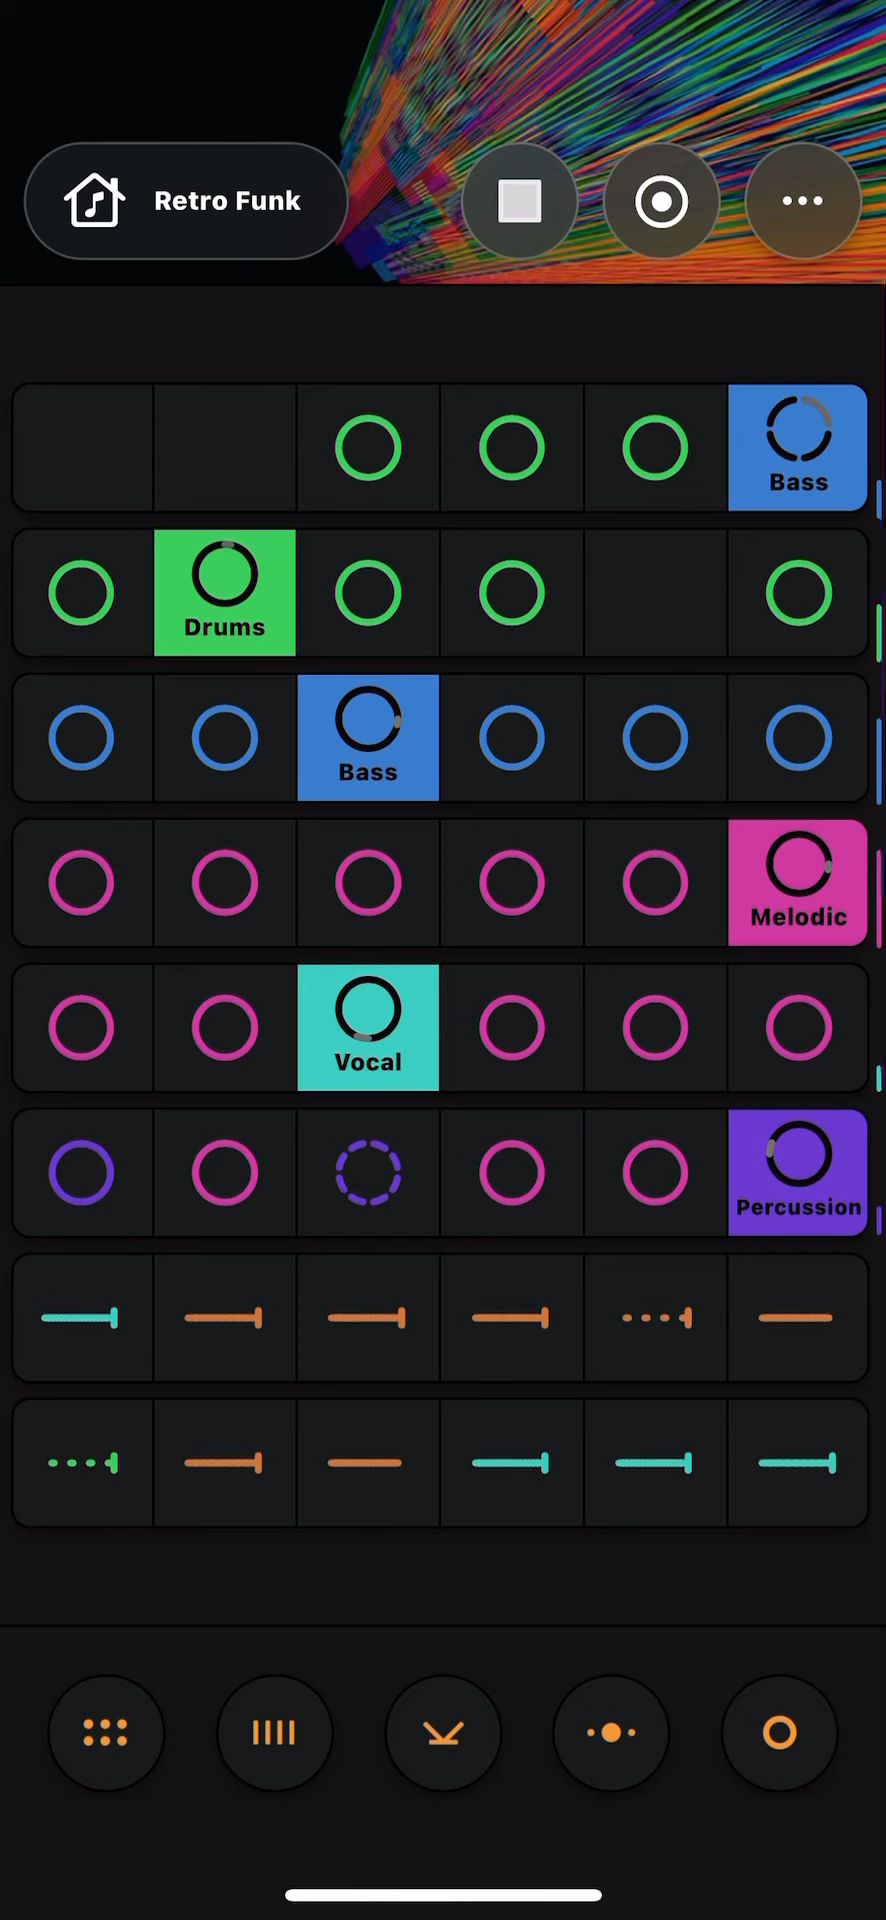 Retro Funk
Bass
Drums
Bass
Melodic
Vocal
Percussion